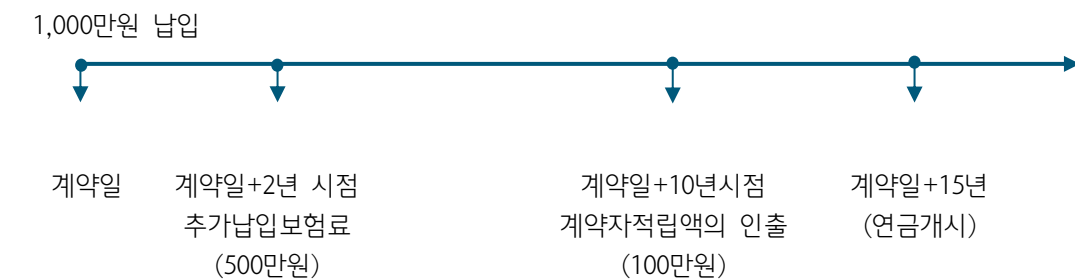 1,000만원 납입
계약일
계약일+2년 시점
추가납입보험료
(500만원)
계약일+10년시점
계약자적립액의 인출
(100만원)
계약일+15년
(연금개시)